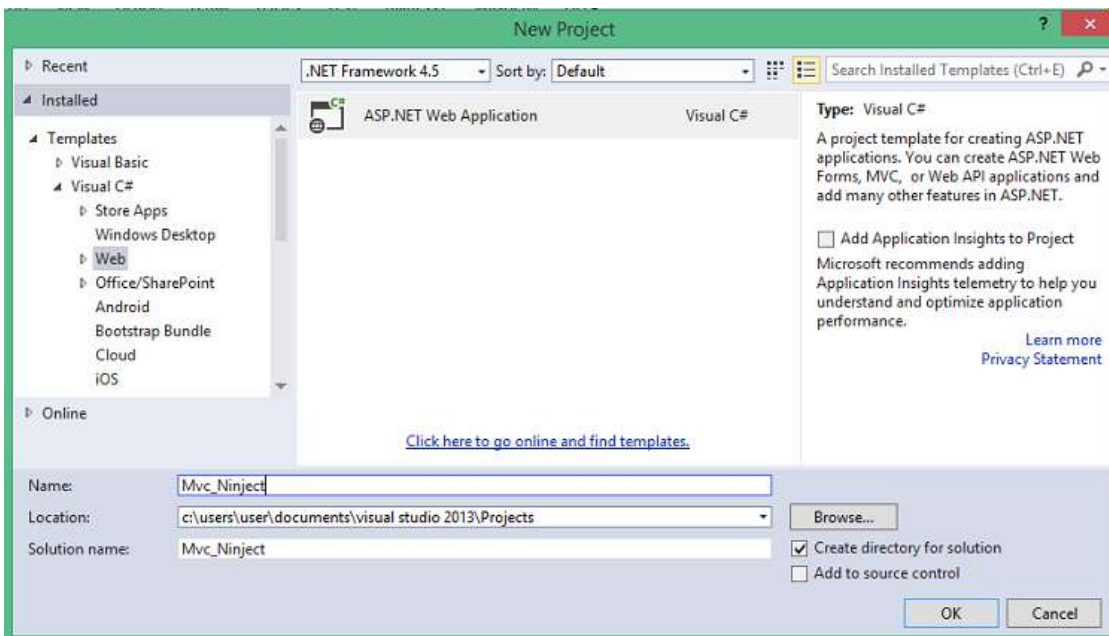 New Project
?
Recent
Installed
Templates
Visual Basic
Visual C#
Store Apps
Windows Desktop
Web
Office/SharePoint
Android
Bootstrap Bundle
Cloud
iOS
Online
.NET Framework 4.5
Sort by: Default
Search Installed Templates (Ctrl+E)
C#
ASP.NET Web Application Visual C#
Click here to go online and find templates.
Type: Visual C#
A project template for creating ASP.NET
applications. You can create ASP.NET Web
Forms, MVC, or Web API applications and
add many other features in ASP.NET.
Add Application Insights to Project
Microsoft recommends adding
Application Insights telemetry to help you
understand and optimize application
performance.
Learn more
Privacy Statement
Name: Mvc_Ninject
Location: c:\users\user\documents\visual studio 2013\Projects
Browse...
Solution name: Mvc_Ninject
Create directory for solution
Add to source control
OK
Cancel